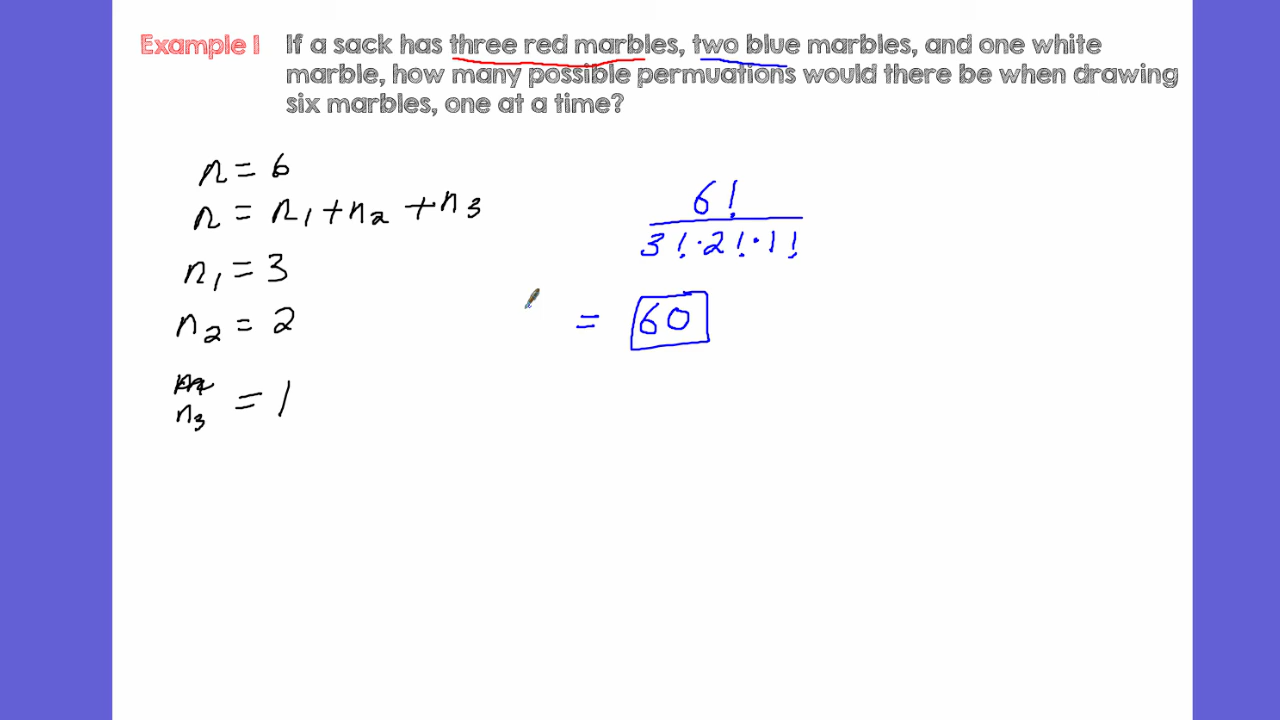 Example 1 If a sack has three red marbles, two blue marbles, and one white
marble, how many possible permuations would there be when drawing
six marbles, one at a time?
n = 6
n = n₁ + n₂ + n₃
n₁ = 3
n₂ = 2
n₃ = 1
6!
3! · 2! · 1!
= 60